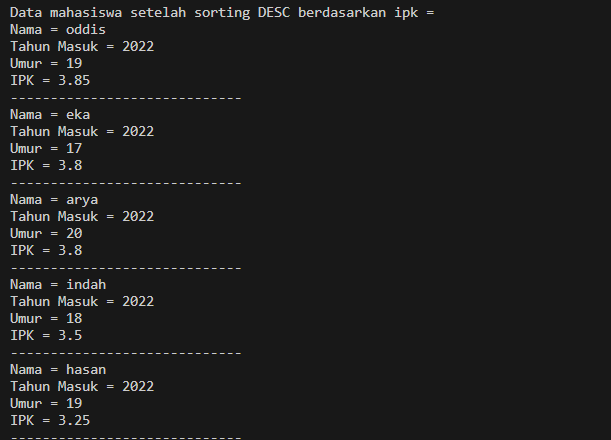 Data mahasiswa setelah sorting DESC berdasarkan ipk =
Nama = oddis
Tahun Masuk = 2022
Umur = 19
IPK = 3.85
-----------------------------
Nama = eka
Tahun Masuk = 2022
Umur = 17
IPK = 3.8
-----------------------------
Nama = arya
Tahun Masuk = 2022
Umur = 20
IPK = 3.8
-----------------------------
Nama = indah
Tahun Masuk = 2022
Umur = 18
IPK = 3.5
-----------------------------
Nama = hasan
Tahun Masuk = 2022
Umur = 19
IPK = 3.25
-----------------------------